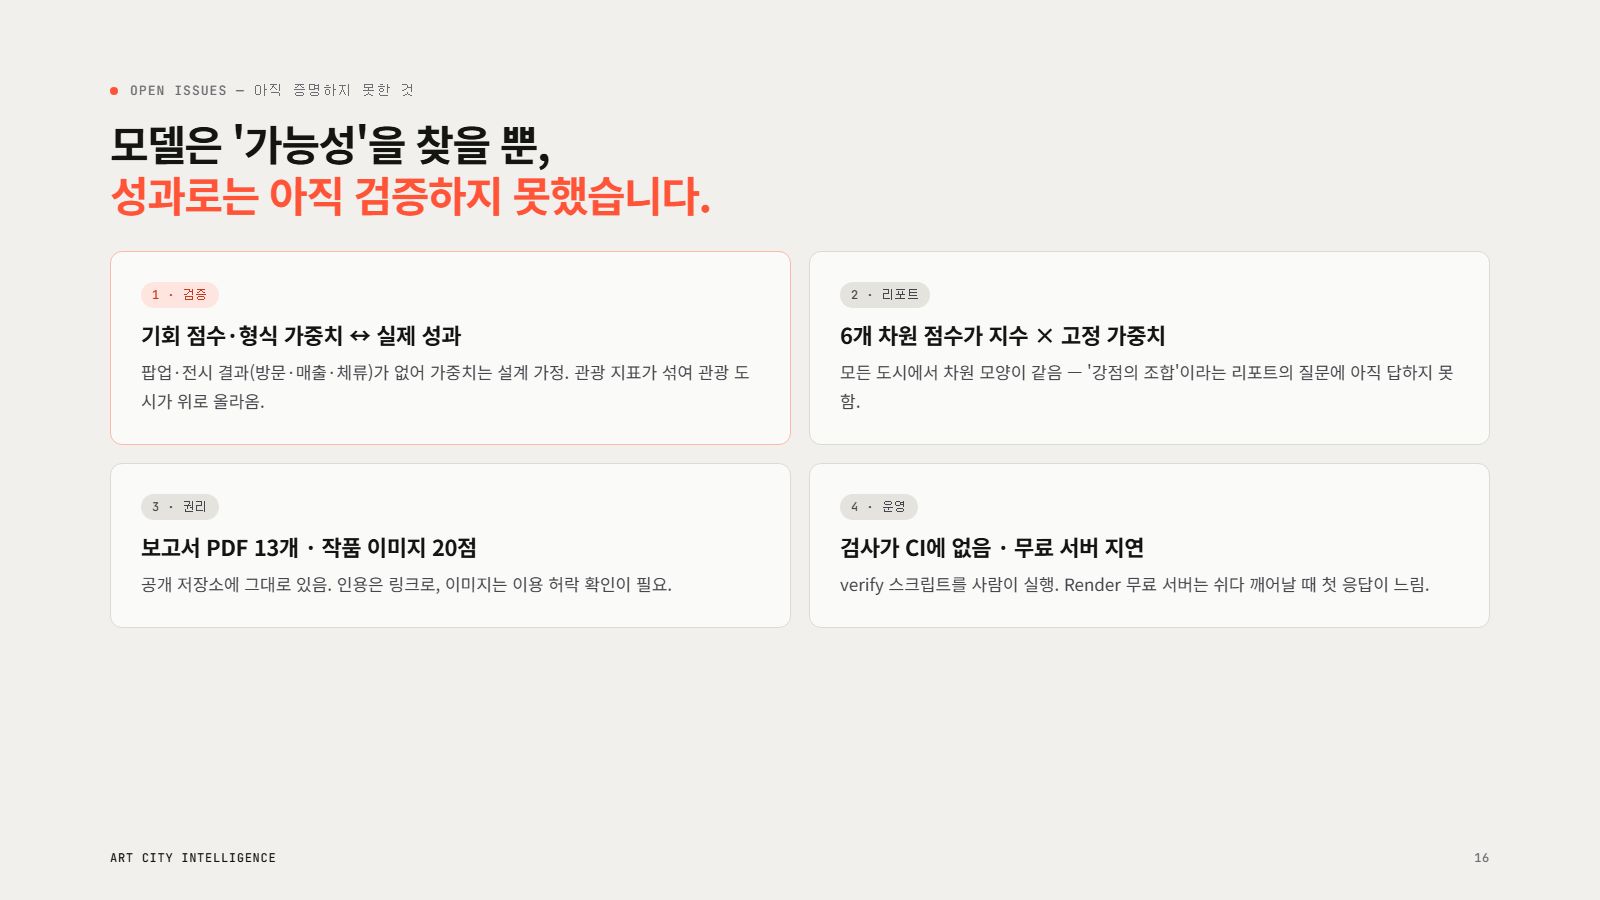 OPEN ISSUES — 아직 증명하지 못한 것
모델은 '가능성'을 찾을 뿐,
성과로는 아직 검증하지 못했습니다.
1 · 검증
기회 점수·형식 가중치 ↔ 실제 성과
팝업·전시 결과(방문·매출·체류)가 없어 가중치는 설계 가정. 관광 지표가 섞여 관광 도
시가 위로 올라옴.
2 · 리포트
6개 차원 점수가 지수 × 고정 가중치
모든 도시에서 차원 모양이 같음 — '강점의 조합'이라는 리포트의 질문에 아직 답하지 못
함.
3 · 권리
보고서 PDF 13개 · 작품 이미지 20점
공개 저장소에 그대로 있음. 인용은 링크로, 이미지는 이용 허락 확인이 필요.
4 · 운영
검사가 CI에 없음 · 무료 서버 지연
verify 스크립트를 사람이 실행. Render 무료 서버는 쉬다 깨어날 때 첫 응답이 느림.
ART CITY INTELLIGENCE
16